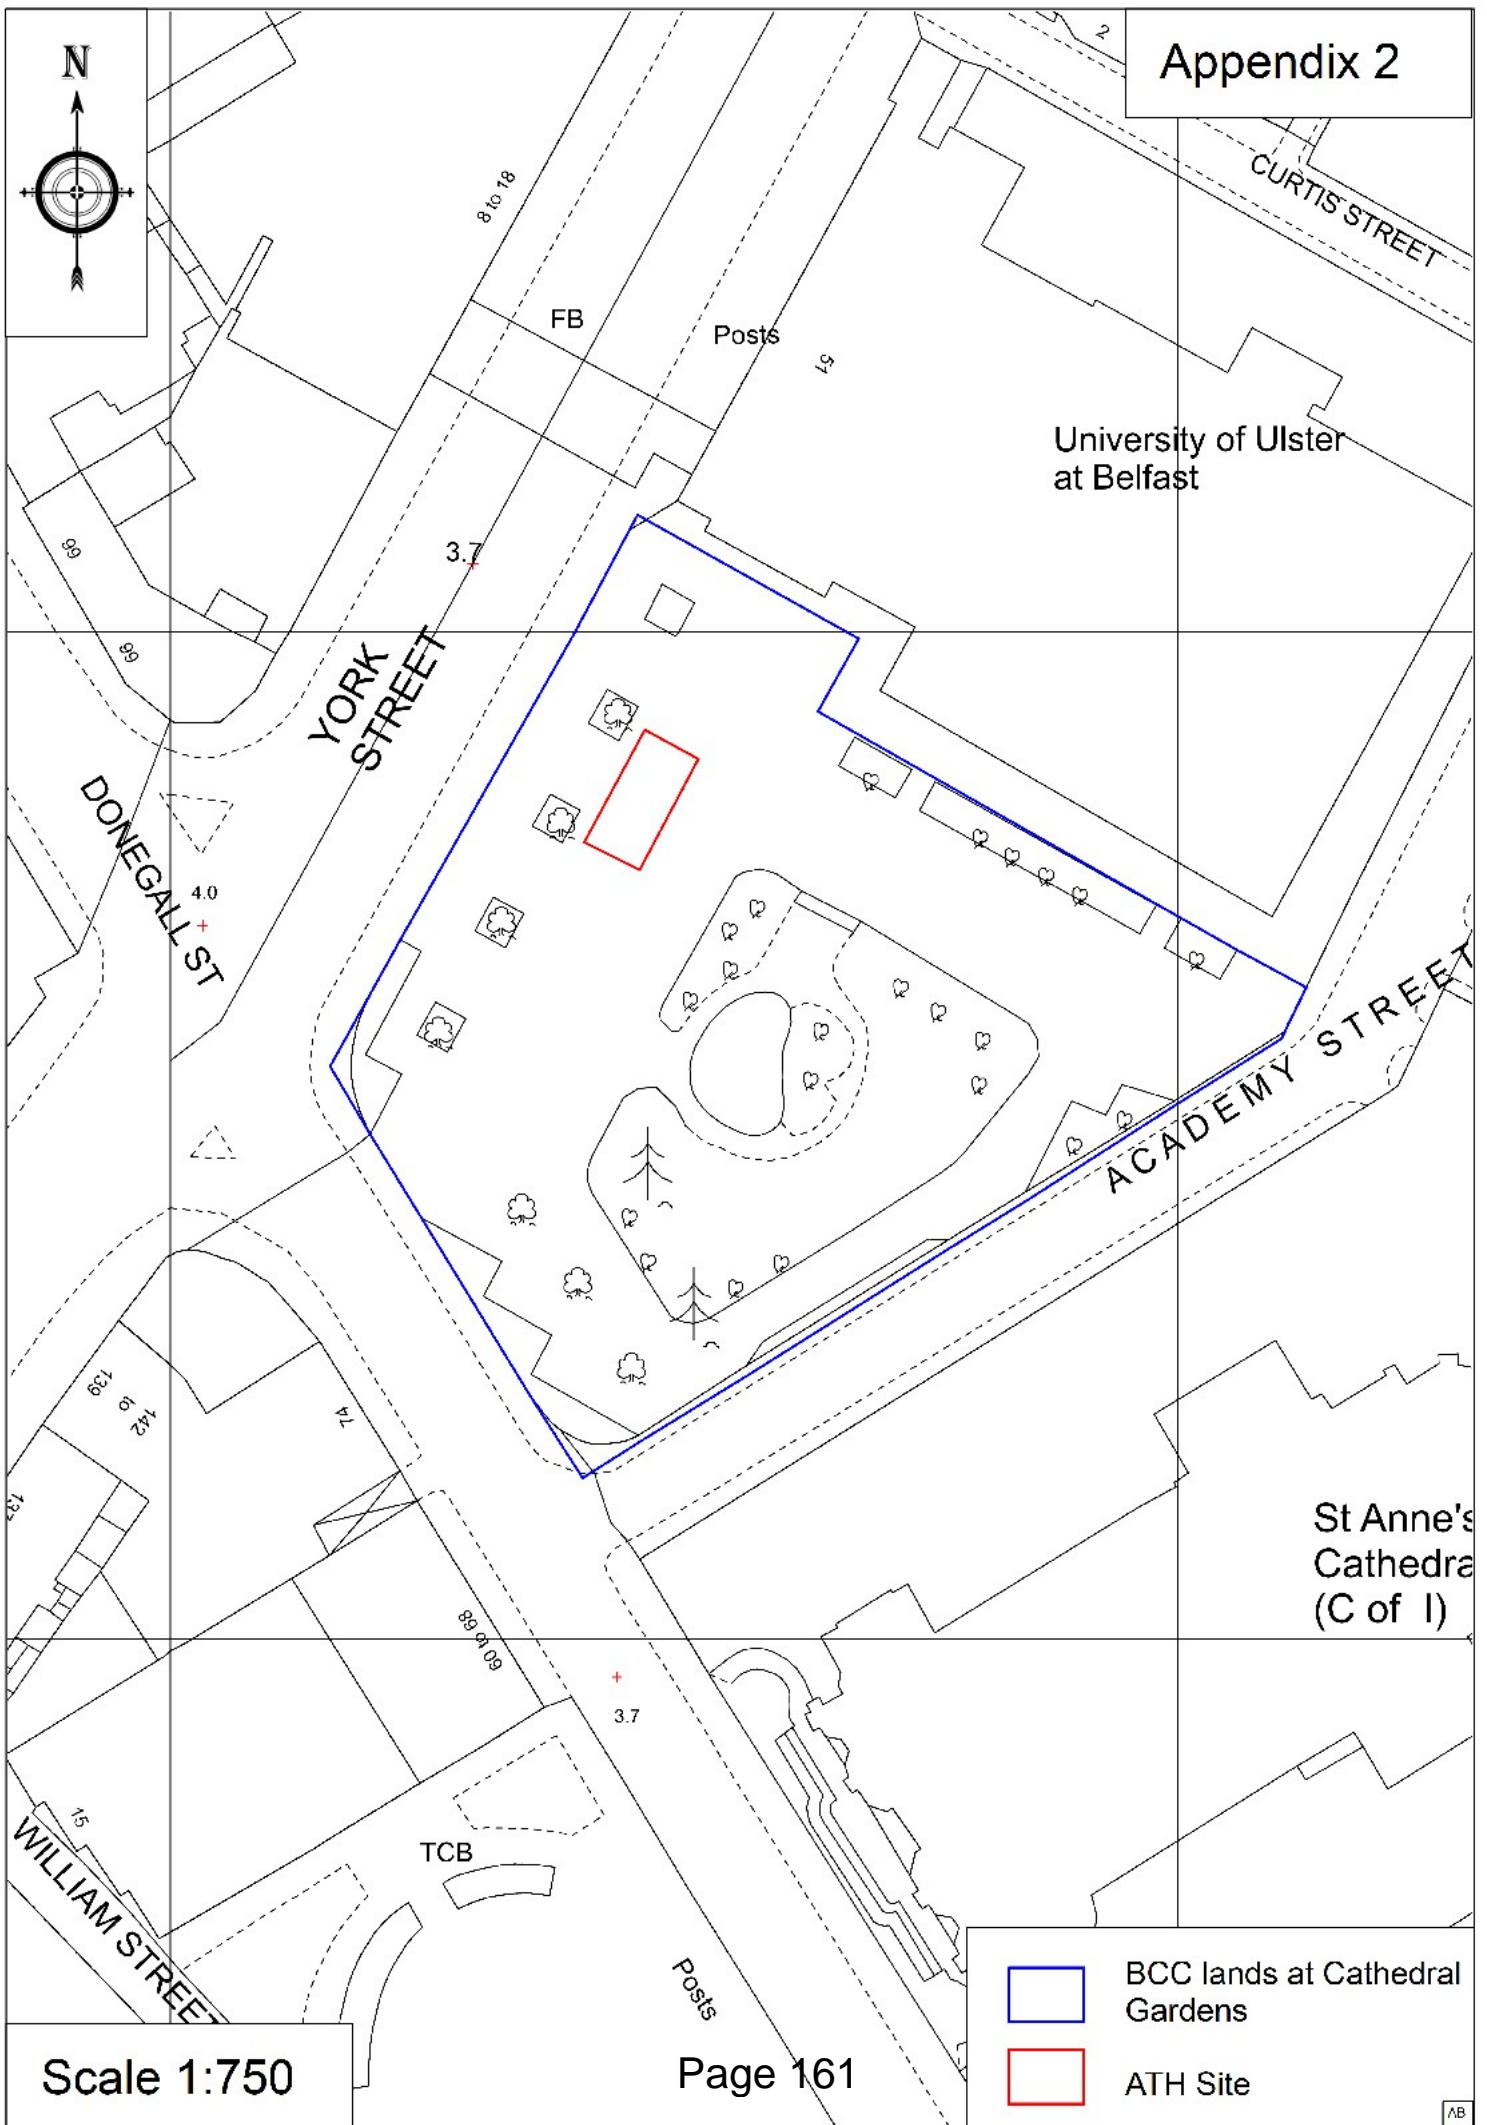 N
Appendix 2
2
CURTIS STREET
8 to 18
FB
Posts
51
University of Ulster
at Belfast
99
3.7
99
YORK
STREET
DONEGALL ST
4.0
ACADEMY STREET
139
to
142
74
St Anne's
Cathedra
(C of I)
60 to 68
3.7
15
TCB
WILLIAM STREET
Posts
BCC lands at Cathedral
Gardens
ATH Site
Scale 1:750
Page 161